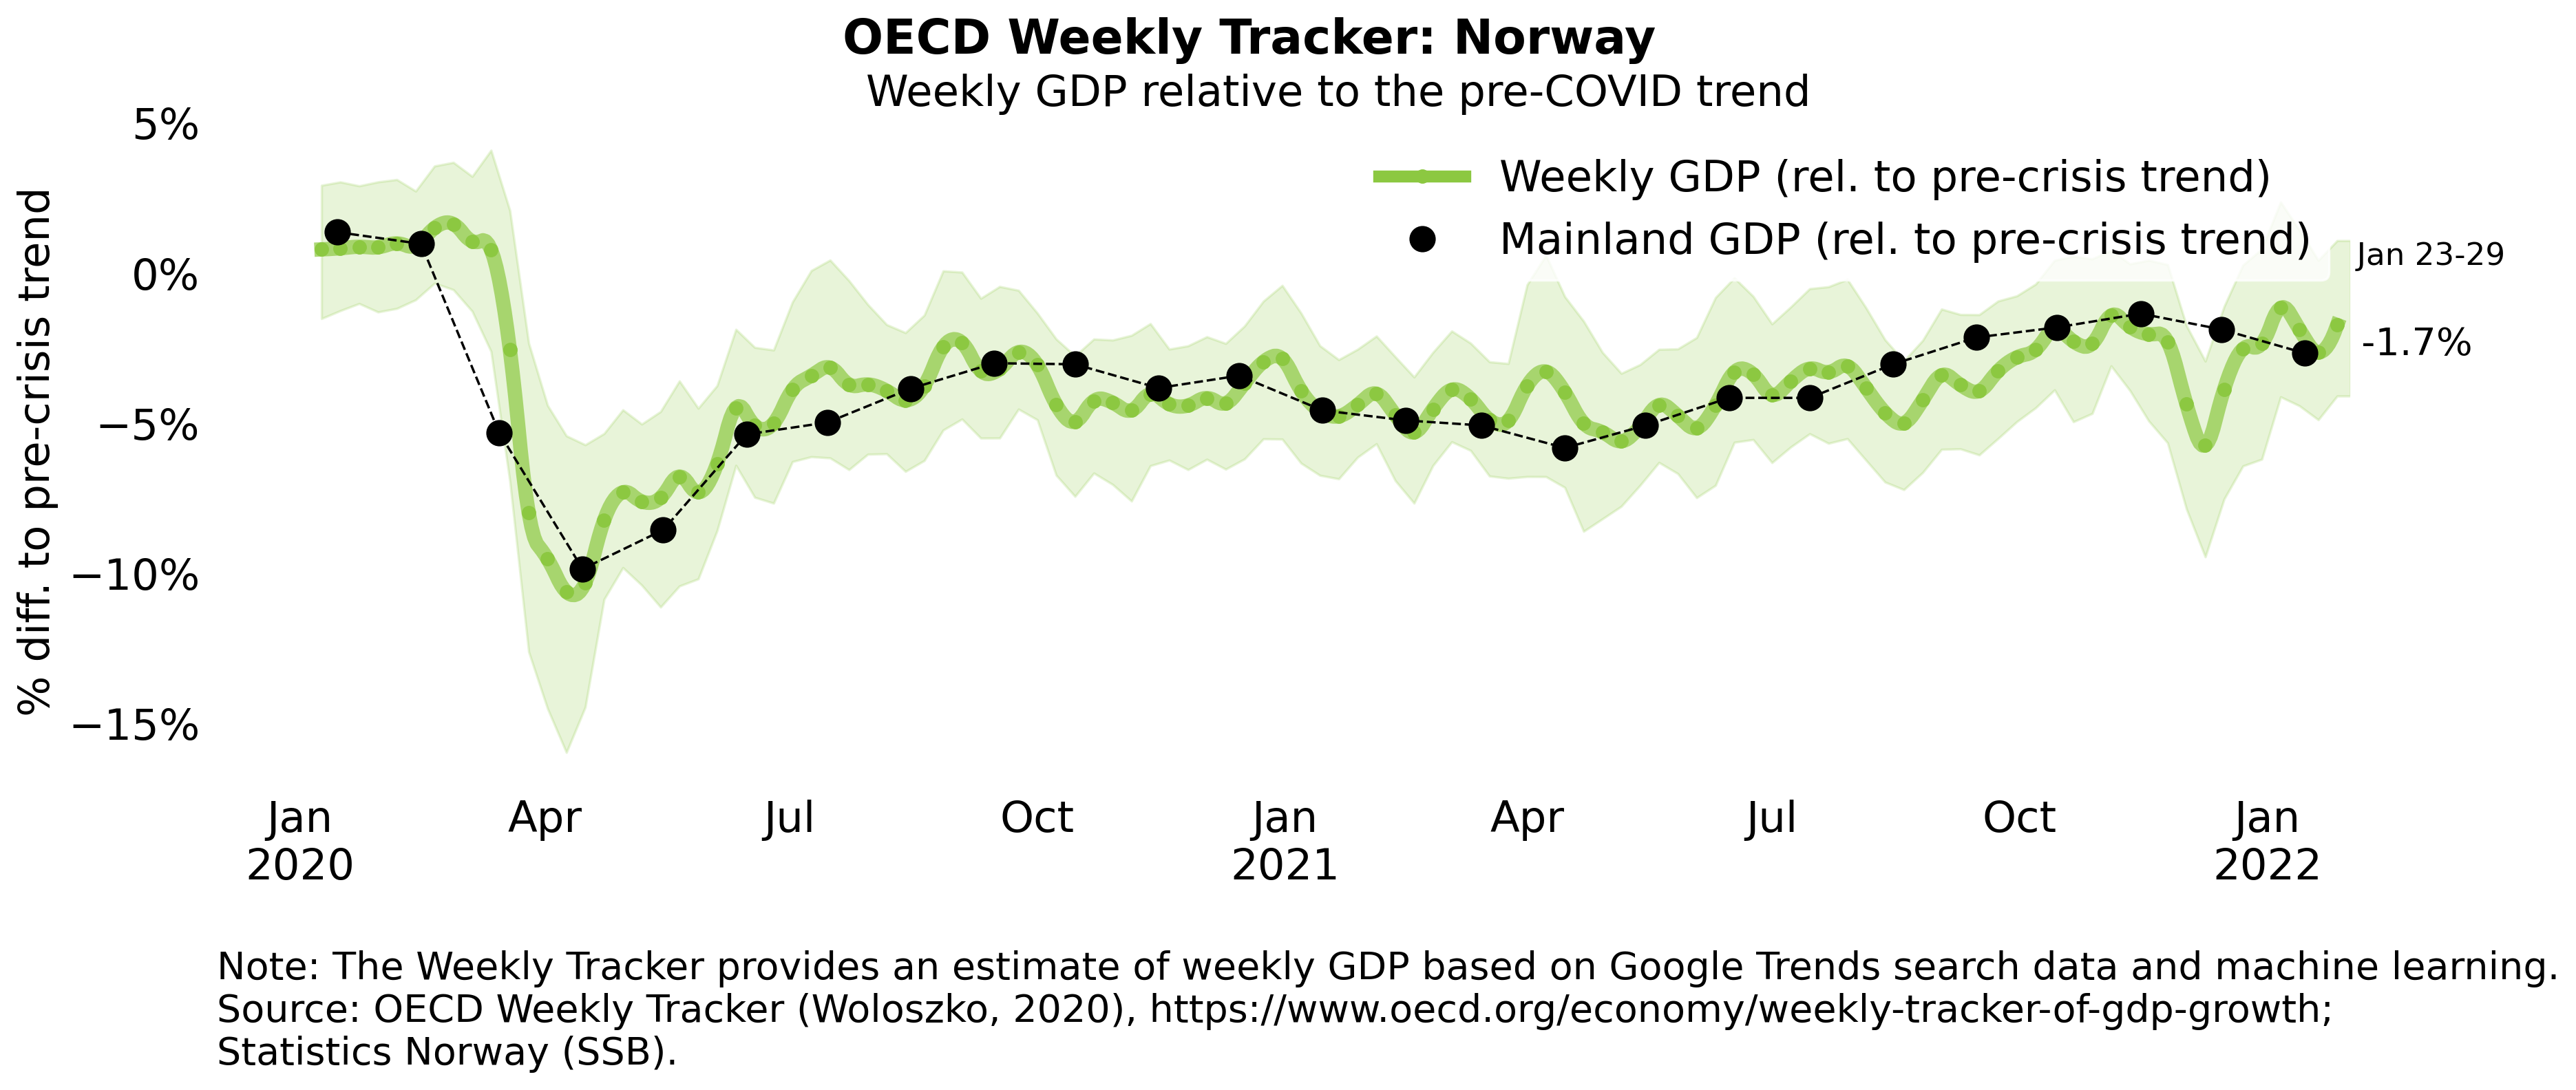 OECD Weekly Tracker: Norway
Weekly GDP relative to the pre-COVID trend
% diff. to pre-crisis trend
5%
0%
−5%
−10%
−15%
Weekly GDP (rel. to pre-crisis trend)
Mainland GDP (rel. to pre-crisis trend)
Jan 23-29
-1.7%
Jan Apr Jul Oct Jan Apr Jul Oct Jan
2020 2021 2022
Note: The Weekly Tracker provides an estimate of weekly GDP based on Google Trends search data and machine learning.
Source: OECD Weekly Tracker (Woloszko, 2020), https://www.oecd.org/economy/weekly-tracker-of-gdp-growth;
Statistics Norway (SSB).